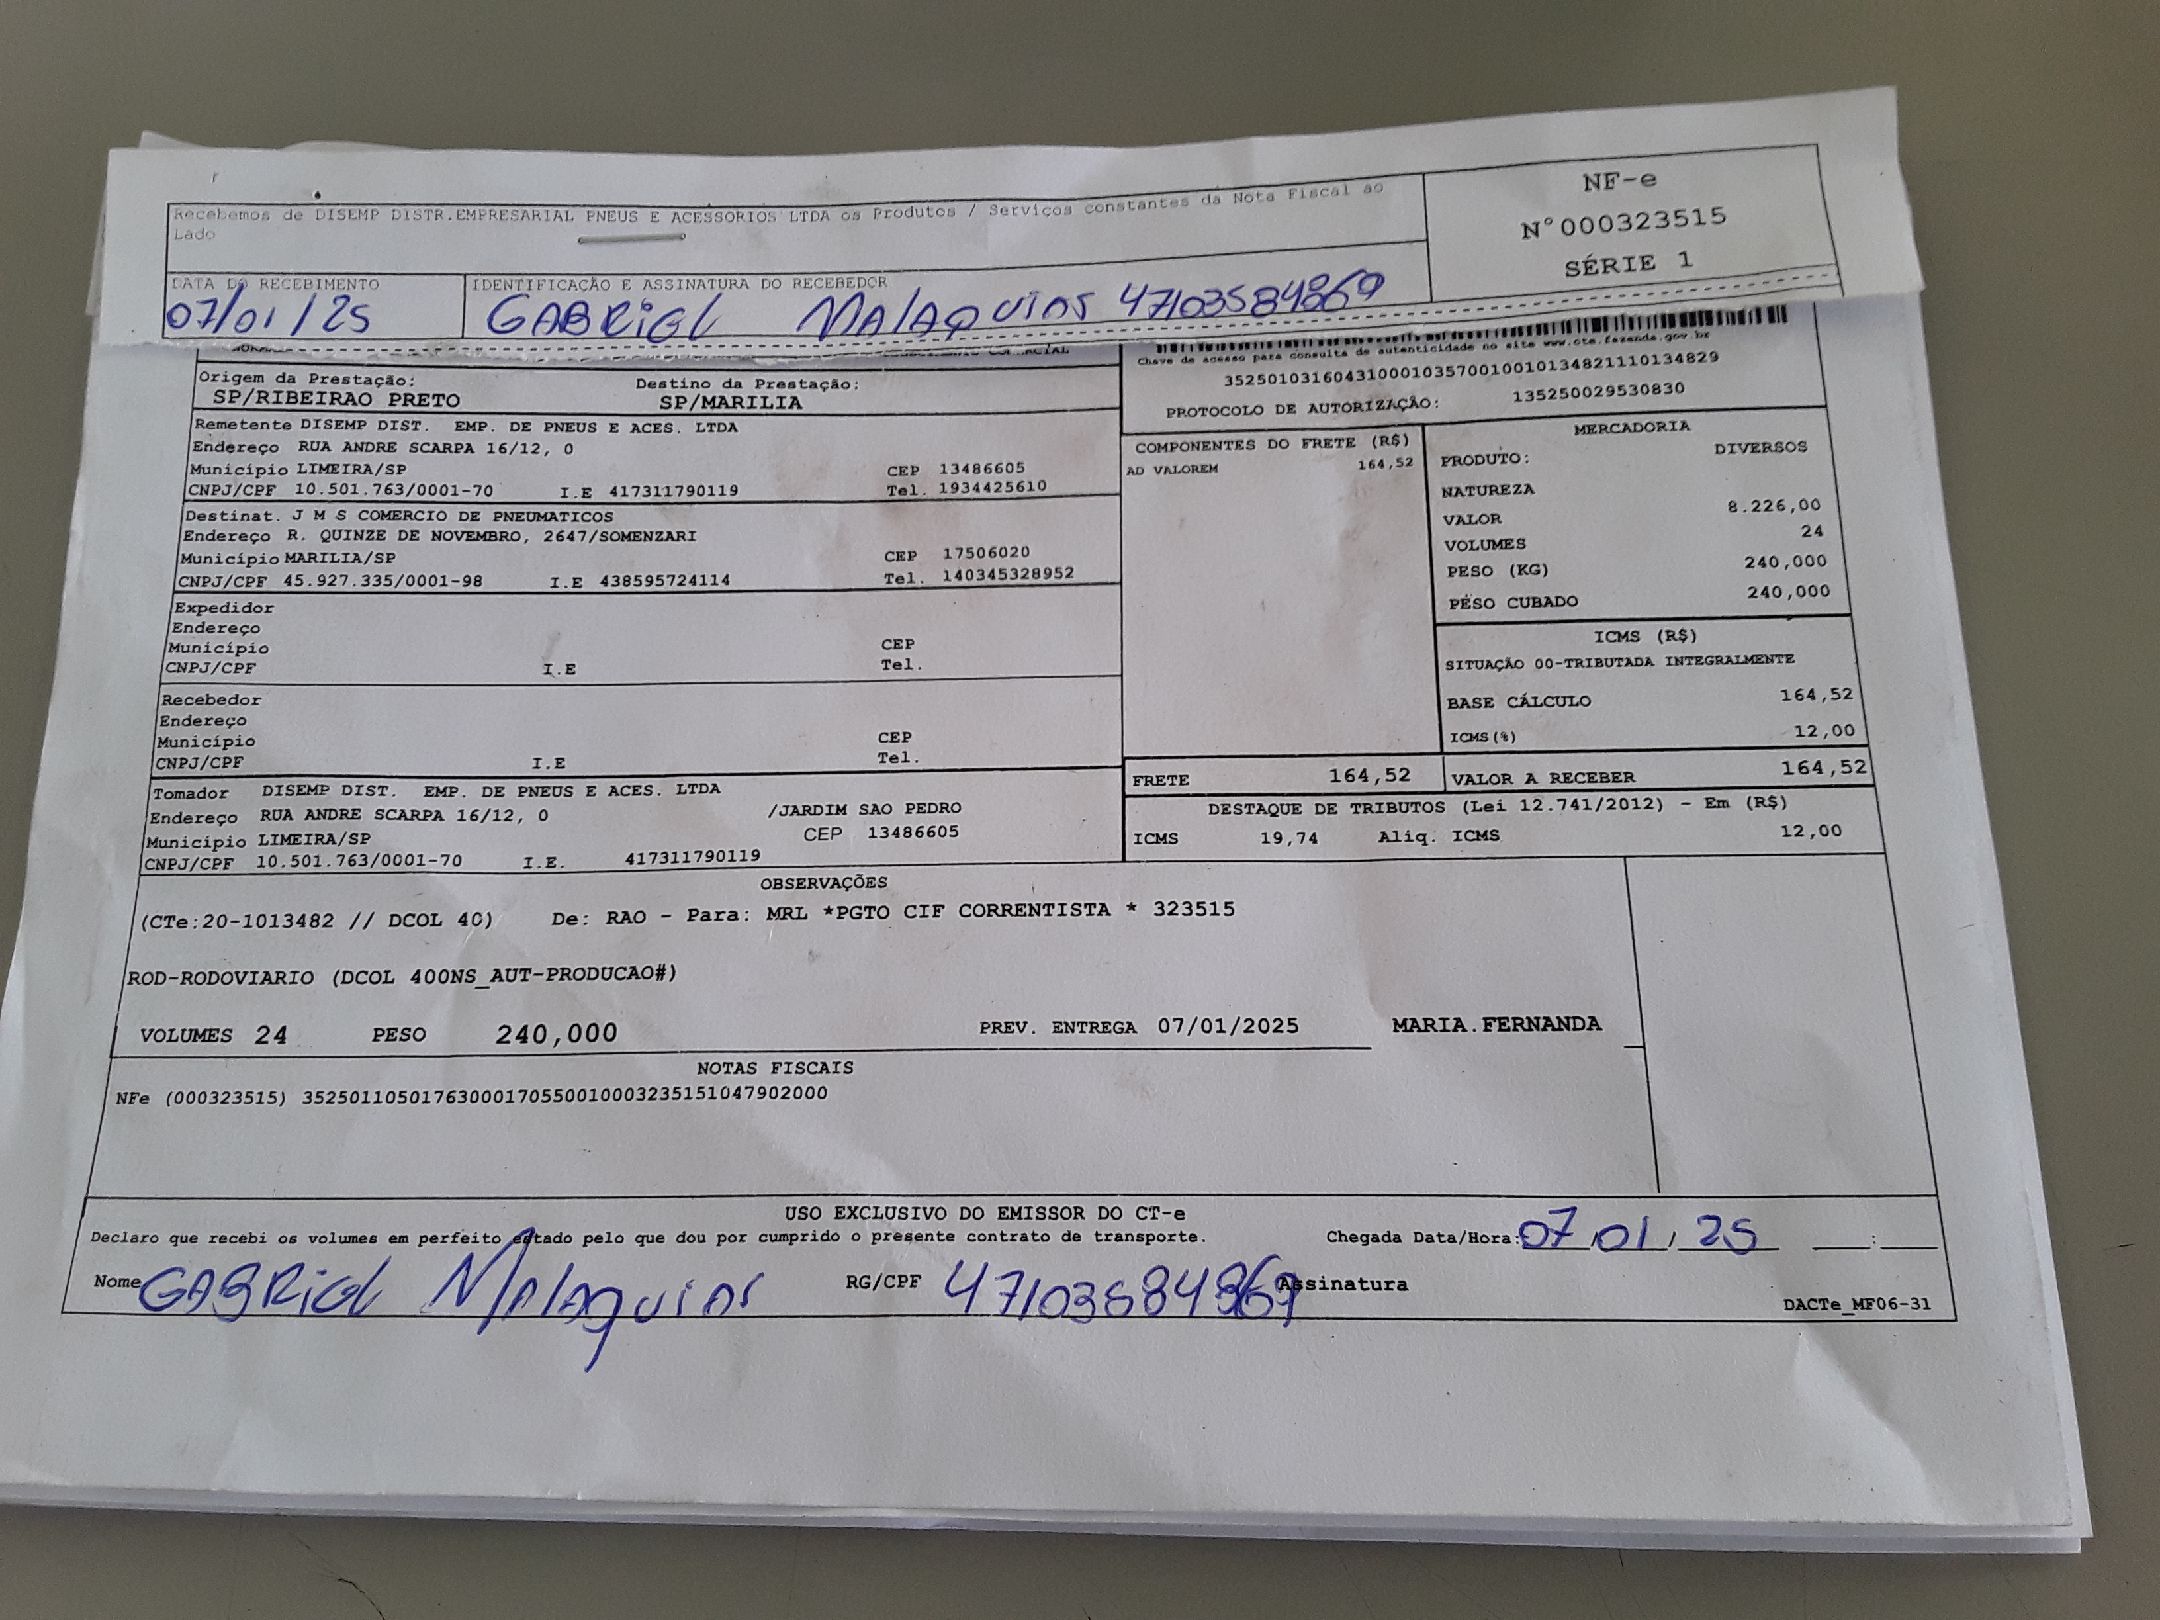 Recebemos de DISEMP DISTR.EMPRESARIAL PNEUS E ACESSORIOS LTDA os Produtos / Serviços constantes da Nota Fiscal ao
Lado
NF-e
N°000323515
SÉRIE 1
DATA DO RECEBIMENTO
IDENTIFICAÇÃO E ASSINATURA DO RECEBEDOR
07/01/25
GABRiel MAlAQUIAS 47103584869
Chave de acesso para consulta de autenticidade no site www.cte.fazenda.gov.br
35250103160431000103570010010134821110134829
PROTOCOLO DE AUTORIZAÇÃO: 135250029530830
Origem da Prestação: Destino da Prestação:
SP/RIBEIRAO PRETO SP/MARILIA
Remetente DISEMP DIST. EMP. DE PNEUS E ACES. LTDA
Endereço RUA ANDRE SCARPA 16/12, 0
Município LIMEIRA/SP CEP 13486605
CNPJ/CPF 10.501.763/0001-70 I.E 417311790119 Tel. 1934425610
Destinat. J M S COMERCIO DE PNEUMATICOS
Endereço R. QUINZE DE NOVEMBRO, 2647/SOMENZARI
Município MARILIA/SP CEP 17506020
CNPJ/CPF 45.927.335/0001-98 I.E 438595724114 Tel. 140345328952
Expedidor
Endereço
Município CEP
CNPJ/CPF I.E Tel.
Recebedor
Endereço
Município CEP
CNPJ/CPF I.E Tel.
Tomador DISEMP DIST. EMP. DE PNEUS E ACES. LTDA
Endereço RUA ANDRE SCARPA 16/12, 0 /JARDIM SAO PEDRO
Município LIMEIRA/SP CEP 13486605
CNPJ/CPF 10.501.763/0001-70 I.E. 417311790119
COMPONENTES DO FRETE (R$)
AD VALOREM 164,52
MERCADORIA
PRODUTO: DIVERSOS
NATUREZA
VALOR 8.226,00
VOLUMES 24
PESO (KG) 240,000
PESO CUBADO 240,000
ICMS (R$)
SITUAÇÃO 00-TRIBUTADA INTEGRALMENTE
BASE CÁLCULO 164,52
ICMS(%) 12,00
FRETE 164,52 VALOR A RECEBER 164,52
DESTAQUE DE TRIBUTOS (Lei 12.741/2012) - Em (R$)
ICMS 19,74 Aliq. ICMS 12,00
OBSERVAÇÕES
(CTe:20-1013482 // DCOL 40) De: RAO - Para: MRL *PGTO CIF CORRENTISTA * 323515
ROD-RODOVIARIO (DCOL 400NS_AUT-PRODUCAO#)
VOLUMES 24 PESO 240,000 PREV. ENTREGA 07/01/2025 MARIA.FERNANDA
NOTAS FISCAIS
NFe (000323515) 35250110501763000170550010003235151047902000
USO EXCLUSIVO DO EMISSOR DO CT-e
Declaro que recebi os volumes em perfeito estado pelo que dou por cumprido o presente contrato de transporte. Chegada Data/Hora: 07/01/25 __:__
Nome GABRiel MAlAQUIAS RG/CPF 47103584869 Assinatura
DACTe_MF06-31